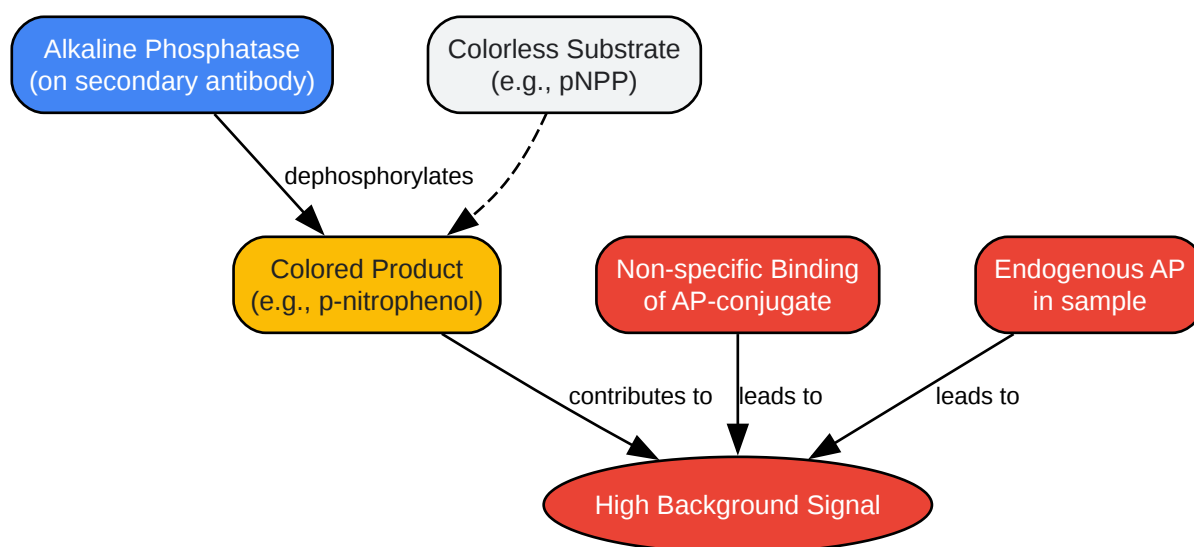 Alkaline Phosphatase
(on secondary antibody)
Colorless Substrate
(e.g., pNPP)
dephosphorylates
Colored Product
(e.g., p-nitrophenol)
Non-specific Binding
of AP-conjugate
Endogenous AP
in sample
contributes to
leads to
leads to
High Background Signal